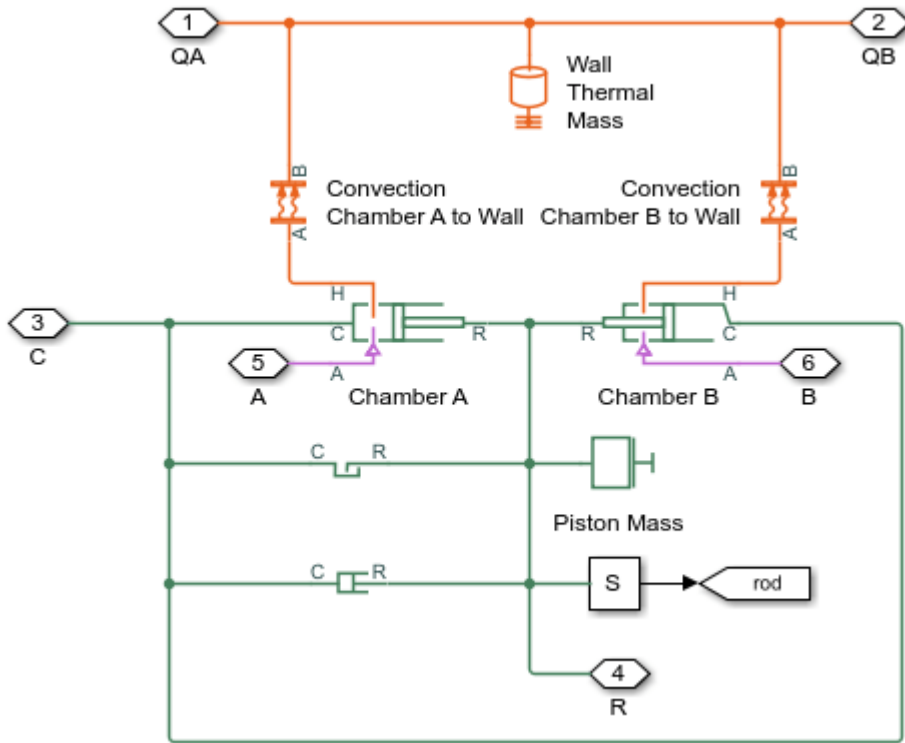 1
QA
2
QB
Wall
Thermal
Mass
B
Convection
Chamber A to Wall
A
B
Convection
Chamber B to Wall
A
H
H
3
C
C
R
R
C
5
A
A
Chamber A
Chamber B
A
6
B
C
R
Piston Mass
C
R
S
rod
4
R